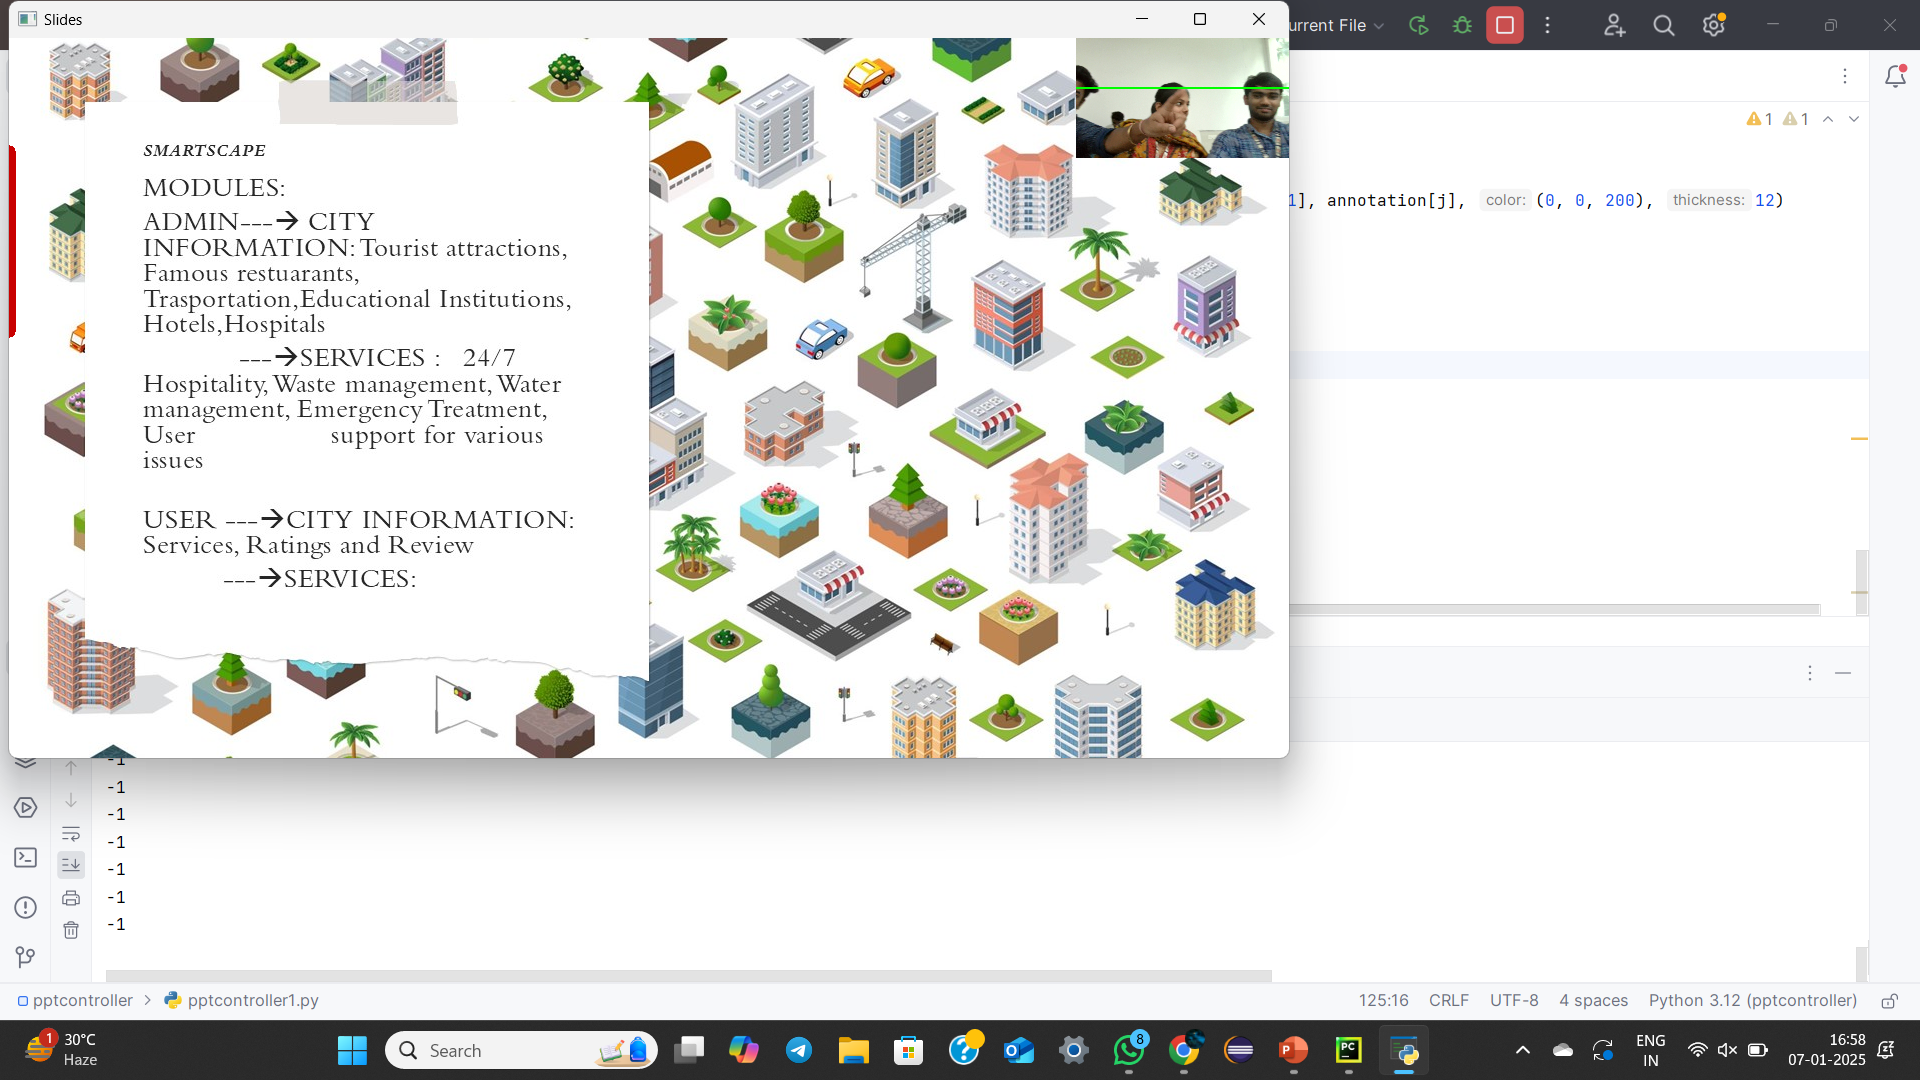 Slides
urrent File
SMARTSCAPE
MODULES:
ADMIN---→ CITY
INFORMATION: Tourist attractions,
Famous restuarants,
Trasportation,Educational Institutions,
Hotels,Hospitals
---→SERVICES : 24/7
Hospitality, Waste management, Water
management, Emergency Treatment,
User support for various
issues
USER ---→CITY INFORMATION:
Services, Ratings and Review
---→SERVICES:
1 1
1], annotation[j], color: (0, 0, 200), thickness: 12)
-1
-1
-1
-1
-1
-1
-1
pptcontroller > pptcontroller1.py
125:16 CRLF UTF-8 4 spaces Python 3.12 (pptcontroller)
1
30°C
Haze
Search
8
PC
ENG
IN
16:58
07-01-2025